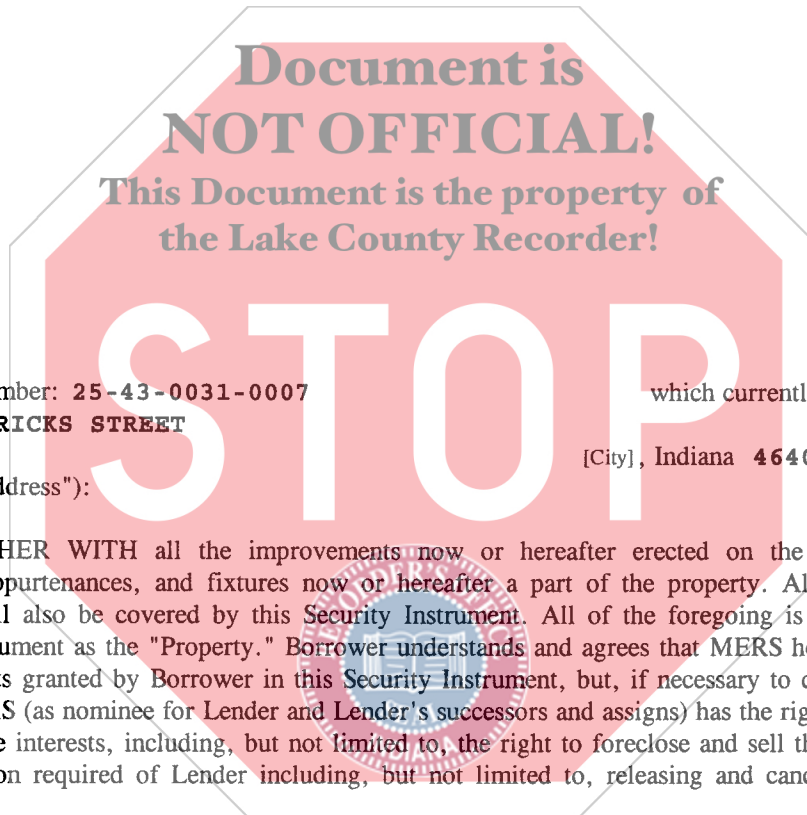 Document is
NOT OFFICIAL!
This Document is the property of
the Lake County Recorder!
STOP
mber: 25-43-0031-0007 which currentl
RICKS STREET
[City], Indiana 4640
ddress"):
HER WITH all the improvements now or hereafter erected on the
ppurtenances, and fixtures now or hereafter a part of the property. Al
l also be covered by this Security Instrument. All of the foregoing is
ument as the "Property." Borrower understands and agrees that MERS ho
s granted by Borrower in this Security Instrument, but, if necessary to c
S (as nominee for Lender and Lender's successors and assigns) has the rig
e interests, including, but not limited to, the right to foreclose and sell th
on required of Lender including, but not limited to, releasing and canc
INDIANA